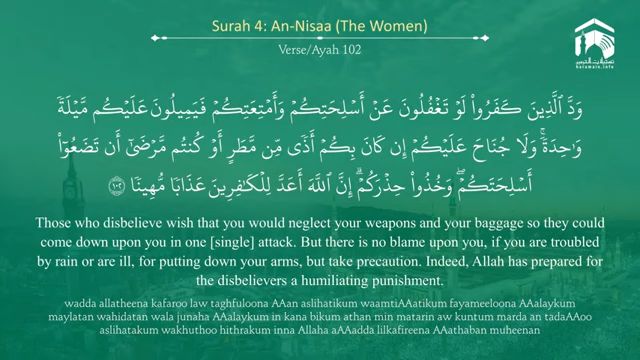 Surah 4: An-Nisaa (The Women)
Verse/Ayah 102
haramain.info
وَدَّ ٱلَّذِينَ كَفَرُوا۟ لَوْ تَغْفُلُونَ عَنْ أَسْلِحَتِكُمْ وَأَمْتِعَتِكُمْ فَيَمِيلُونَ عَلَيْكُم مَّيْلَةً
وَٰحِدَةً ۚ وَلَا جُنَاحَ عَلَيْكُمْ إِن كَانَ بِكُمْ أَذًى مِّن مَّطَرٍ أَوْ كُنتُم مَّرْضَىٰٓ أَن تَضَعُوٓا۟
أَسْلِحَتَكُمْ ۖ وَخُذُوا۟ حِذْرَكُمْ ۗ إِنَّ ٱللَّهَ أَعَدَّ لِلْكَٰفِرِينَ عَذَابًا مُّهِينًا ١٠٢
Those who disbelieve wish that you would neglect your weapons and your baggage so they could
come down upon you in one [single] attack. But there is no blame upon you, if you are troubled
by rain or are ill, for putting down your arms, but take precaution. Indeed, Allah has prepared for
the disbelievers a humiliating punishment.
wadda allatheena kafaroo law taghfuloona AAan aslihatikum waamtiAAatikum fayameeloona AAalaykum
maylatan wahidatan wala junaha AAalaykum in kana bikum athan min matarin aw kuntum marda an tadaAAoo
aslihatakum wakhuthoo hithrakum inna Allaha aAAadda lilkafireena AAathaban muheenan